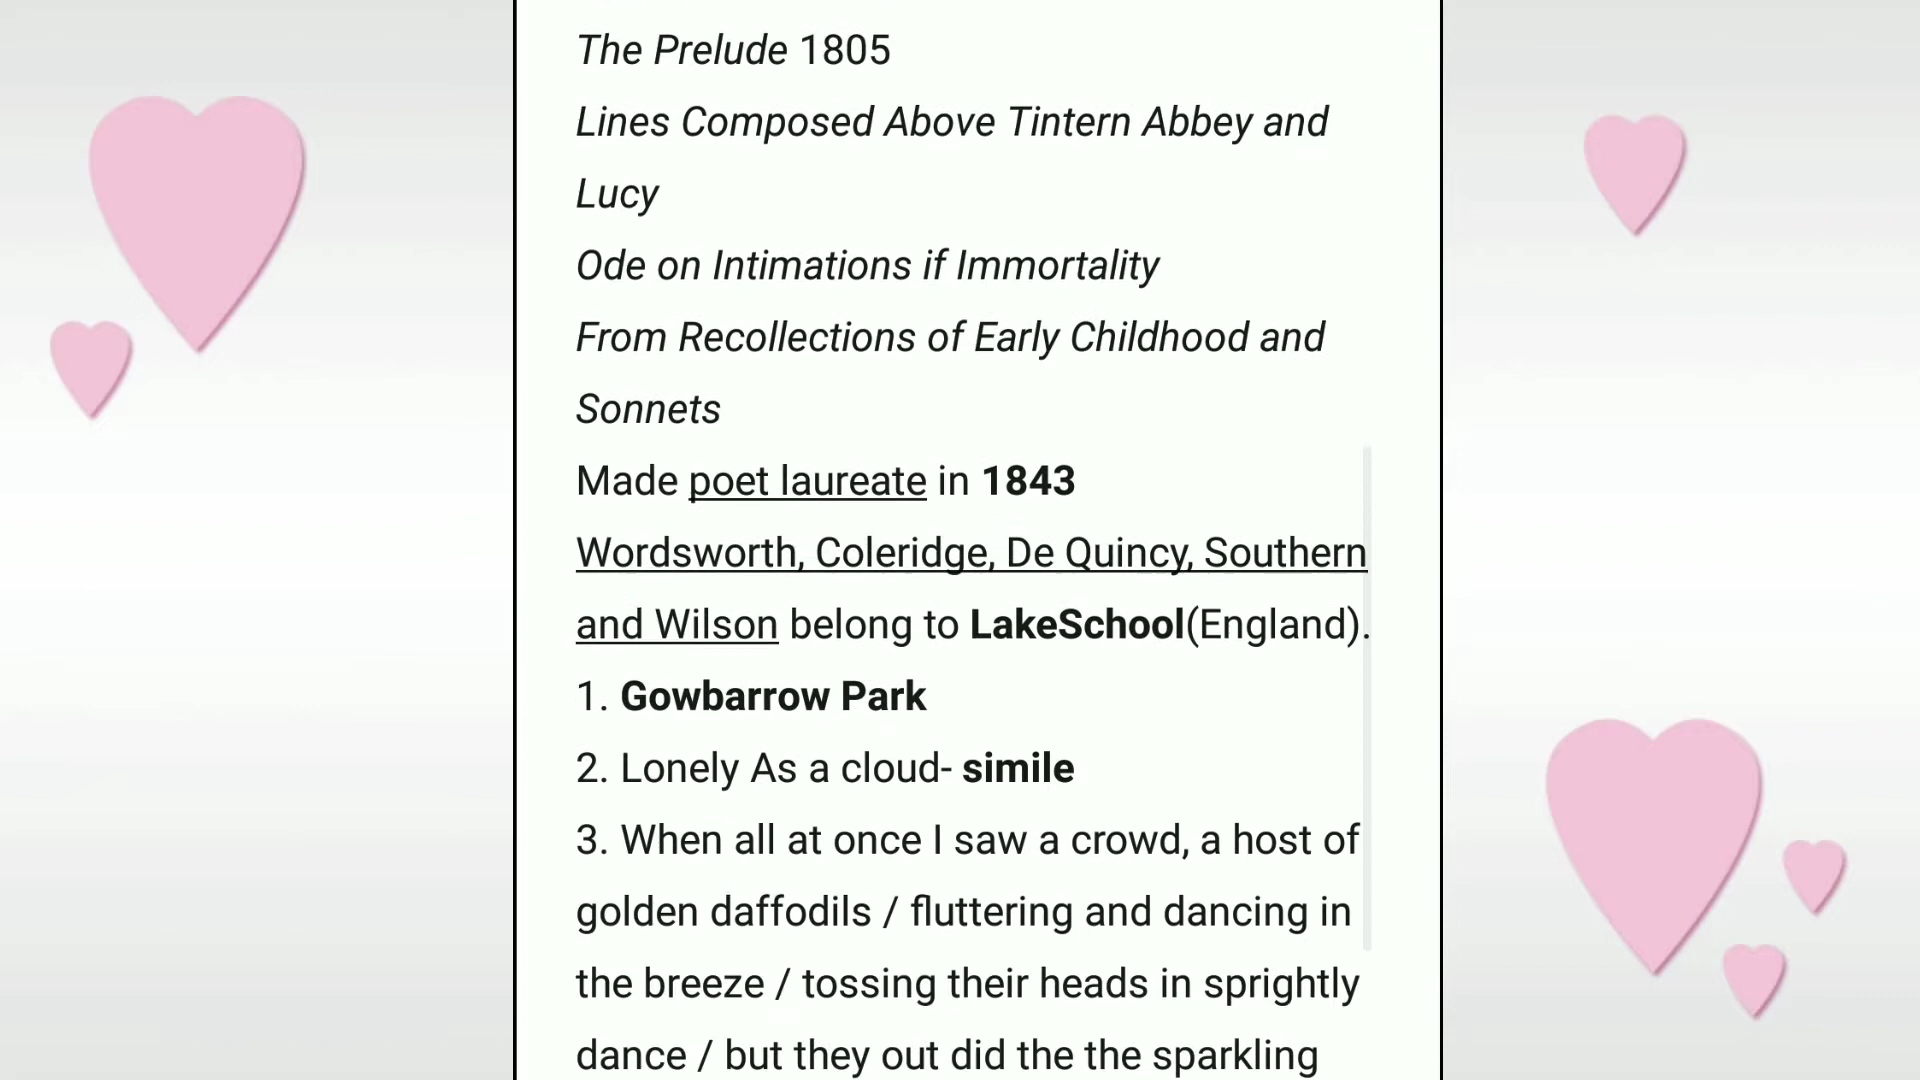 The Prelude 1805
Lines Composed Above Tintern Abbey and
Lucy
Ode on Intimations if Immortality
From Recollections of Early Childhood and
Sonnets
Made poet laureate in 1843
Wordsworth, Coleridge, De Quincy, Southern
and Wilson belong to LakeSchool(England).
1. Gowbarrow Park
2. Lonely As a cloud- simile
3. When all at once I saw a crowd, a host of
golden daffodils / fluttering and dancing in
the breeze / tossing their heads in sprightly
dance / but they out did the the sparkling